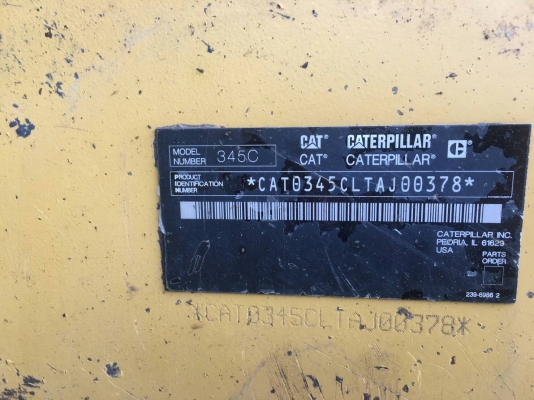 CAT CATERPILLAR C
CAT® CATERPILLAR®
MODEL NUMBER 345C
PRODUCT IDENTIFICATION NUMBER *CAT0345CLTAJ00378*
CATERPILLAR INC.
PEORIA, IL 61629
USA
PARTS ORDER
239-6986 2
*CAT0345CLTAJ00378*